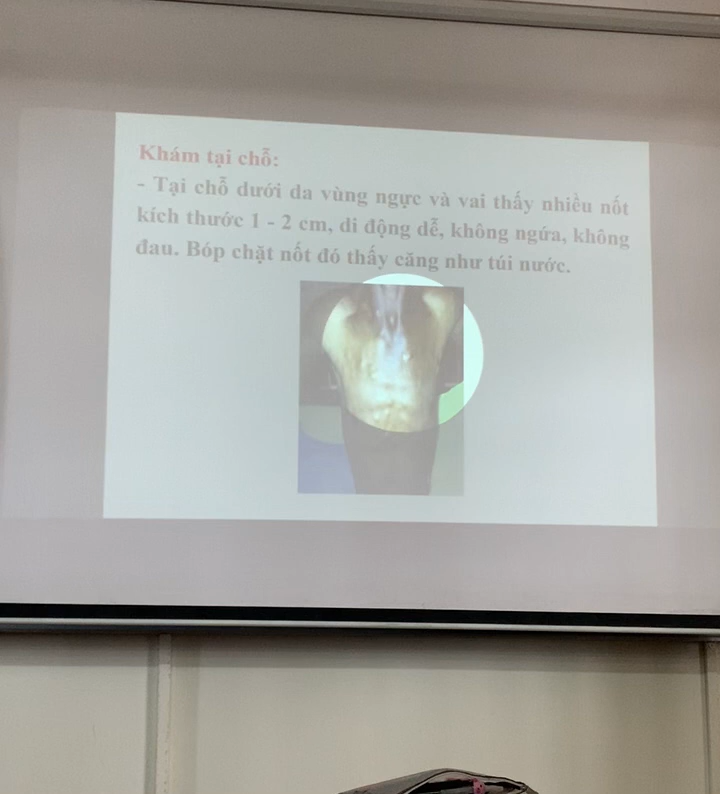 Khám tại chỗ:
- Tại chỗ dưới da vùng ngực và vai thấy nhiều nốt
kích thước 1 - 2 cm, di động dễ, không ngứa, không
đau. Bóp chặt nốt đó thấy căng như túi nước.